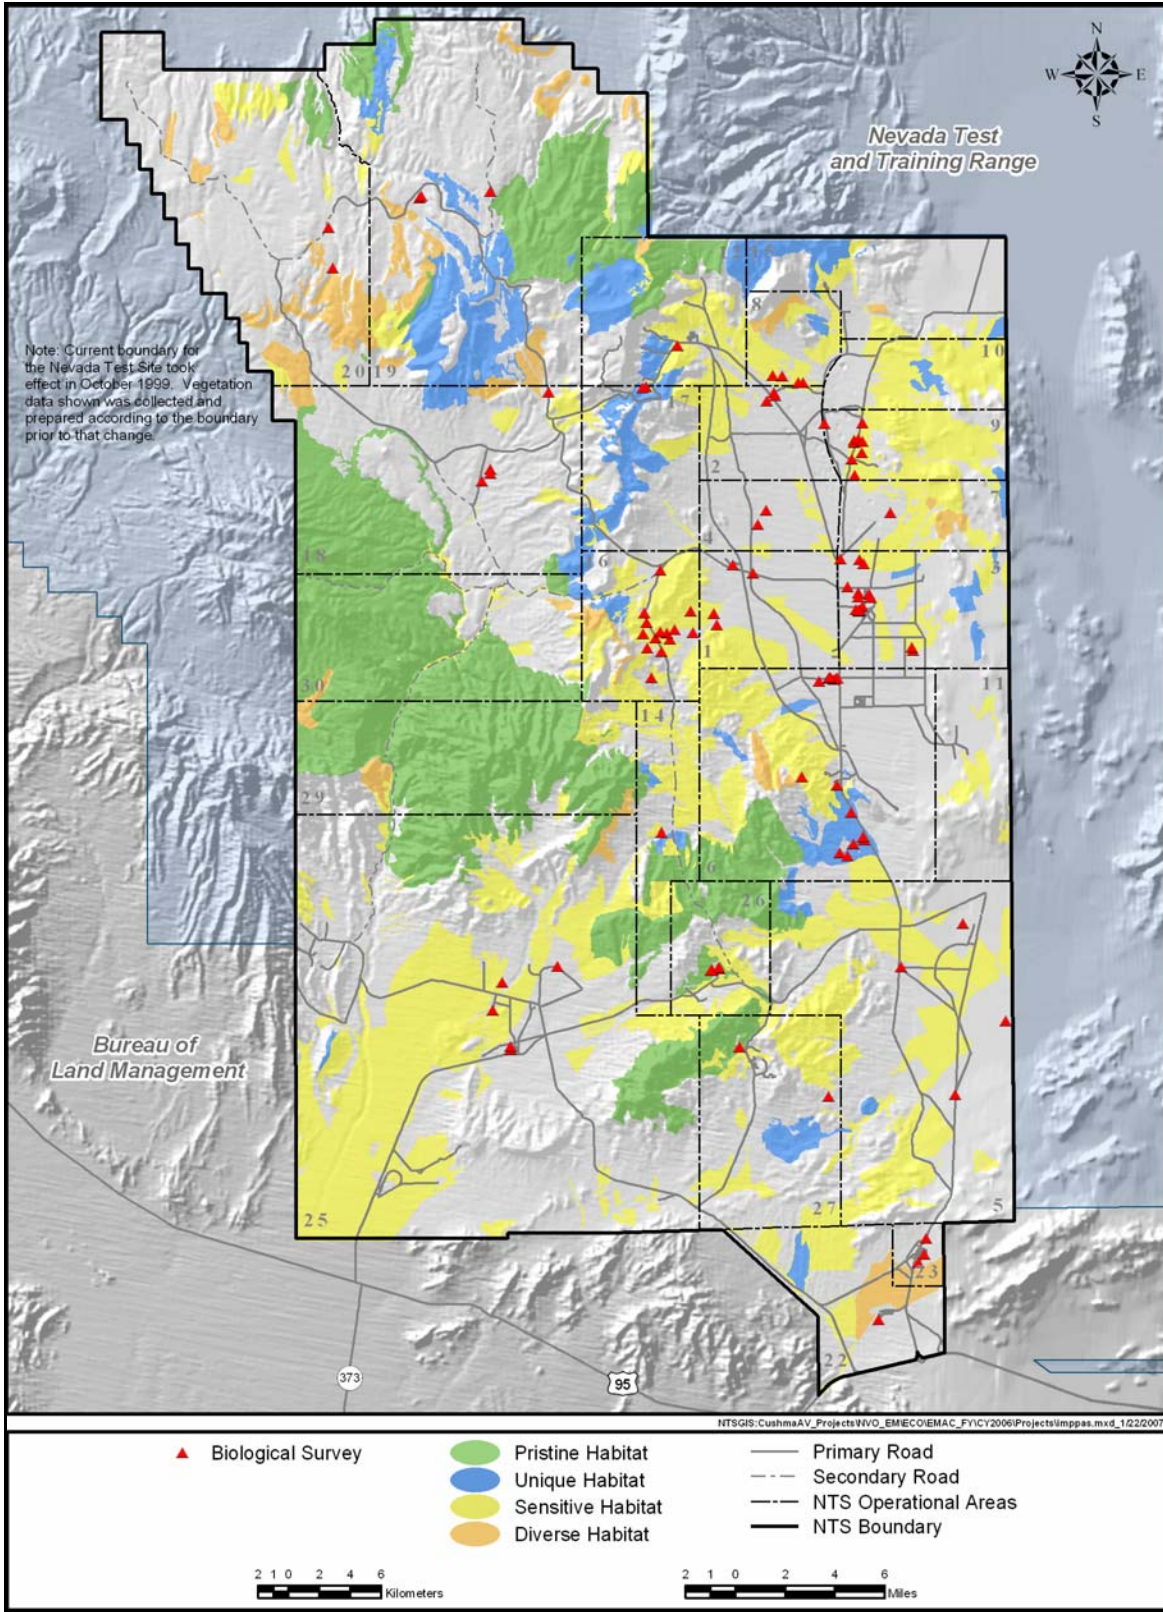 N
W
E
S
Nevada Test
and Training Range
Note: Current boundary for
the Nevada Test Site took
effect in October 1999. Vegetation
data shown was collected and
prepared according to the boundary
prior to that change.
8
10
20
19
9
7
2
7
4
18
3
6
1
30
11
14
29
6
26
Bureau of
Land Management
25
27
5
23
22
373
95
NTSGIS:CushmaAV_Projects\NVO_EM\ECO\EMAC_FY\CY2006\Projects\imppas.mxd_1/22/2007
Biological Survey
Pristine Habitat
Unique Habitat
Sensitive Habitat
Diverse Habitat
Primary Road
Secondary Road
NTS Operational Areas
NTS Boundary
2 1 0 2 4 6
Kilometers
2 1 0 2 4 6
Miles